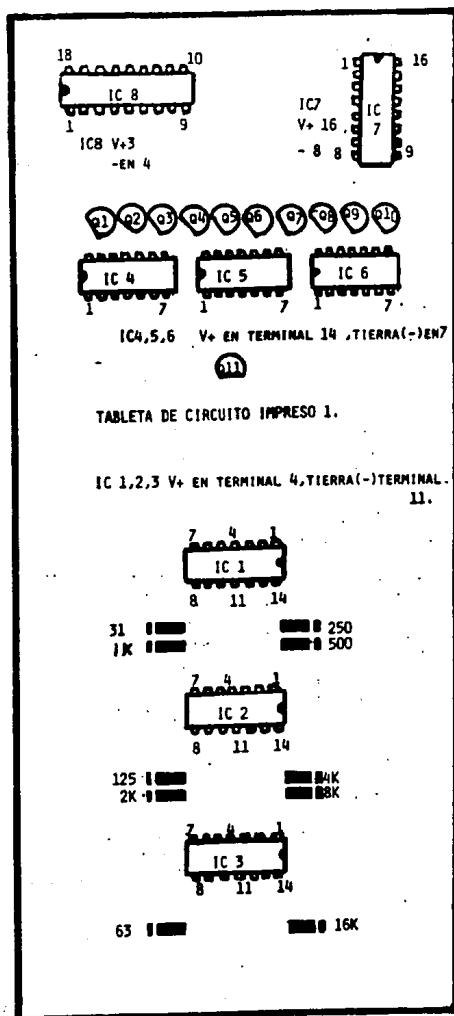 18 10
IC 8
1 9
IC8 V+3
-EN 4
1 16
IC7 IC
V+ 16 7
- 8 8 9
Q1 Q2 Q3 Q4 Q5 Q6 Q7 Q8 Q9 Q10
IC 4 IC 5 IC 6
1 7 1 7 1 7
IC4,5,6 V+ EN TERMINAL 14 ,TIERRA(-)EN7
Q11
TABLETA DE CIRCUITO IMPRESO 1.
IC 1,2,3 V+ EN TERMINAL 4,TIERRA(-)TERMINAL.
11.
7 4 1
IC 1
8 11 14
31 250
1K 500
7 4 1
IC 2
8 11 14
125 4K
2K 8K
7 4 1
IC 3
8 11 14
63 16K